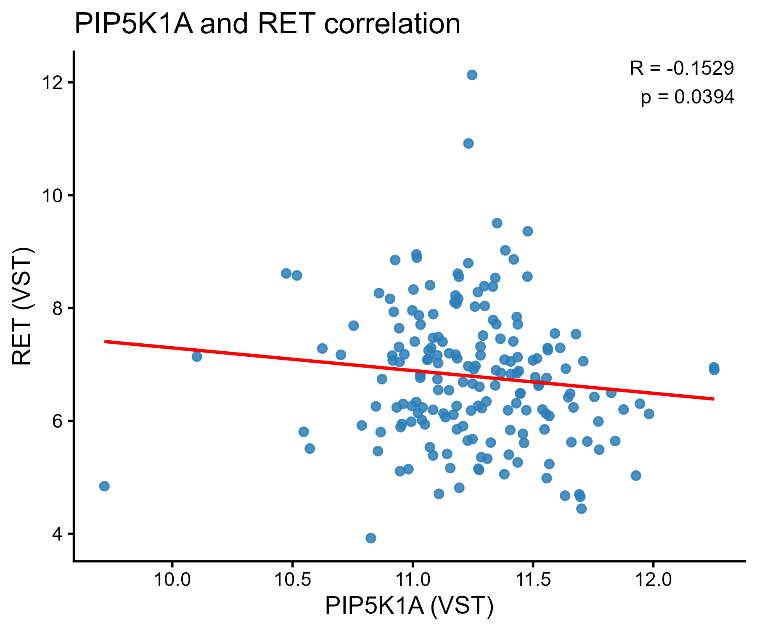 PIP5K1A and RET correlation
R = -0.1529
p = 0.0394
12
10
8
6
4
RET (VST)
10.0 10.5 11.0 11.5 12.0
PIP5K1A (VST)